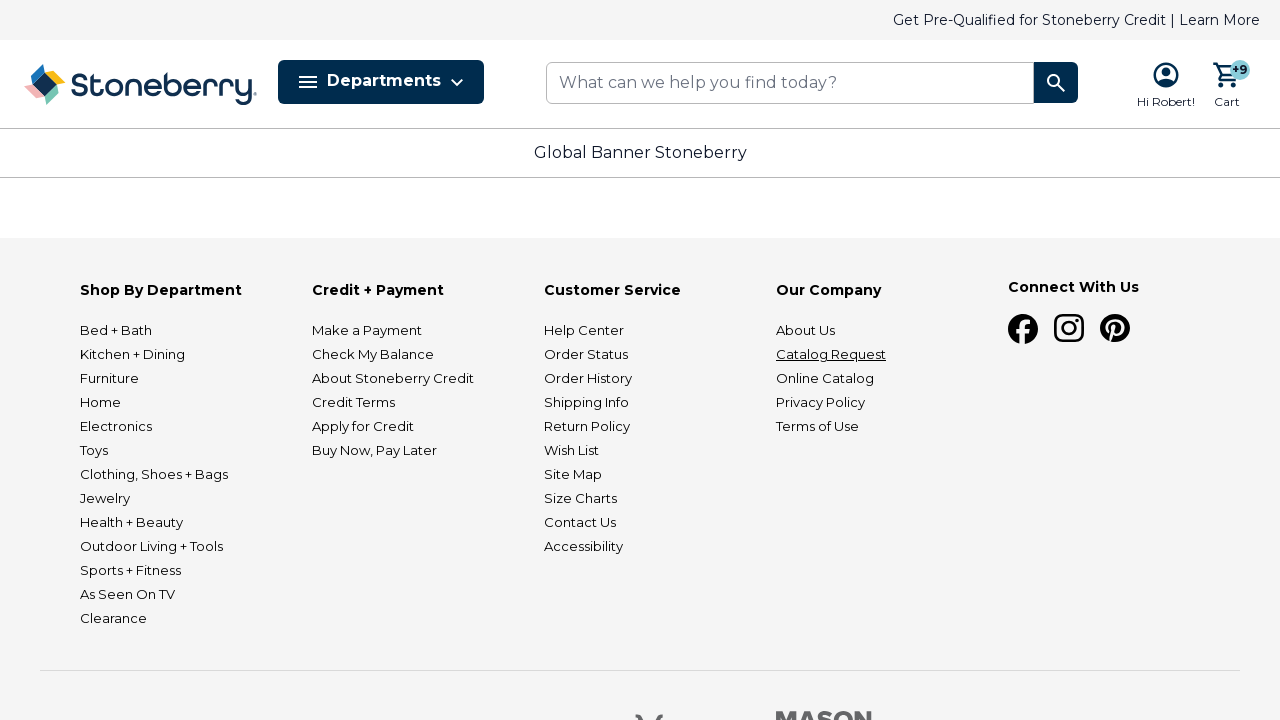 Get Pre-Qualified for Stoneberry Credit | Learn More
Stoneberry
Departments
What can we help you find today?
Hi Robert!
+9
Cart
Global Banner Stoneberry
Shop By Department
Bed + Bath
Kitchen + Dining
Furniture
Home
Electronics
Toys
Clothing, Shoes + Bags
Jewelry
Health + Beauty
Outdoor Living + Tools
Sports + Fitness
As Seen On TV
Clearance
Credit + Payment
Make a Payment
Check My Balance
About Stoneberry Credit
Credit Terms
Apply for Credit
Buy Now, Pay Later
Customer Service
Help Center
Order Status
Order History
Shipping Info
Return Policy
Wish List
Site Map
Size Charts
Contact Us
Accessibility
Our Company
About Us
Catalog Request
Online Catalog
Privacy Policy
Terms of Use
Connect With Us
MASON